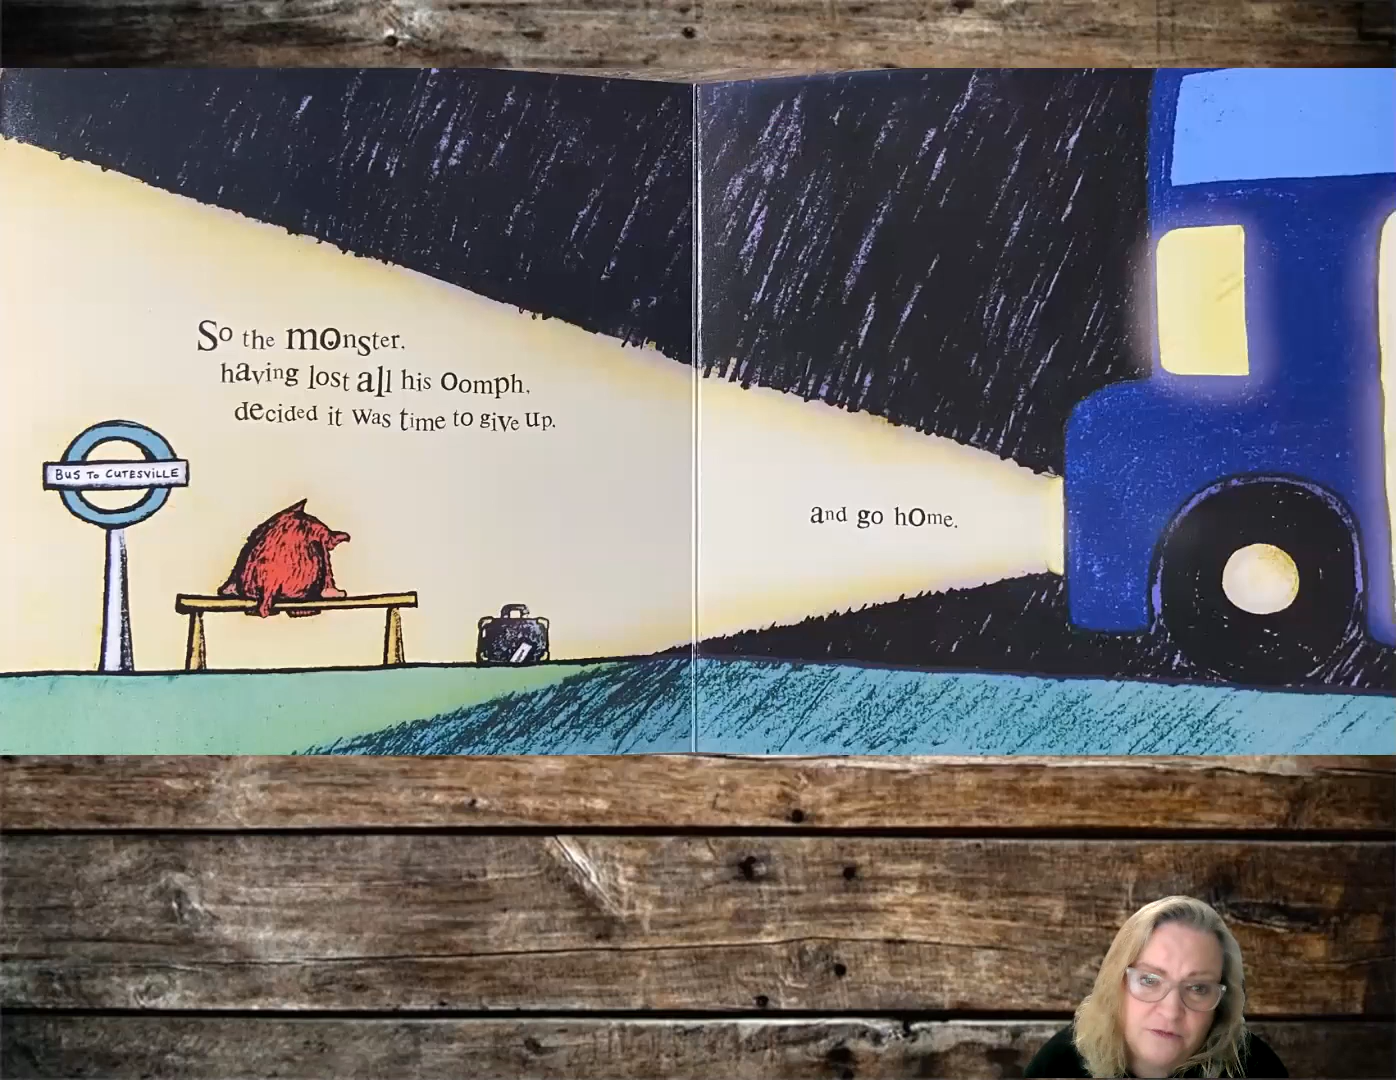 So the monster,
having lost all his Oomph,
decided it was time to give up,
and go home.
BUS TO CUTESVILLE